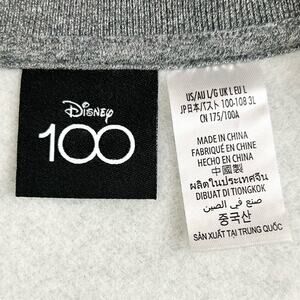 Disney
100
US/AU L/G UK L EU L
JP日本/バスト 100-108 3L
CN 175/100A
MADE IN CHINA
FABRIQUÉ EN CHINE
HECHO EN CHINA
中國製
ผลิตในประเทศจีน
DIBUAT DI TIONGKOK
صنع في الصين
중국산
SẢN XUẤT TẠI TRUNG QUỐC